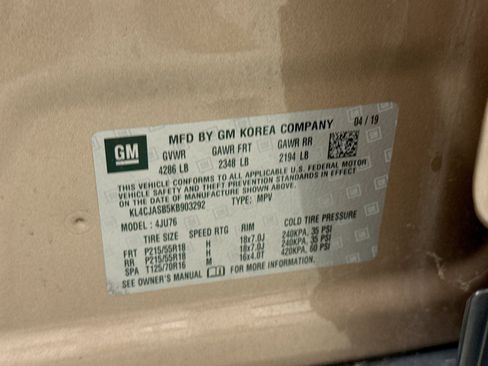 GM
MFD BY GM KOREA COMPANY 04/19
GVWR GAWR FRT GAWR RR
4286 LB 2348 LB 2194 LB
THIS VEHICLE CONFORMS TO ALL APPLICABLE U.S. FEDERAL MOTOR
VEHICLE SAFETY AND THEFT PREVENTION STANDARDS IN EFFECT
ON THE DATE OF MANUFACTURE SHOWN ABOVE.
KL4CJASB5KB903292 TYPE: MPV
MODEL: 4JU76
TIRE SIZE SPEED RTG RIM COLD TIRE PRESSURE
FRT P215/55R18 H 18x7.0J 240KPA, 35 PSI
RR P215/55R18 H 18x7.0J 240KPA, 35 PSI
SPA T125/70R16 M 16x4.0T 420KPA, 60 PSI
SEE OWNER'S MANUAL FOR MORE INFORMATION.